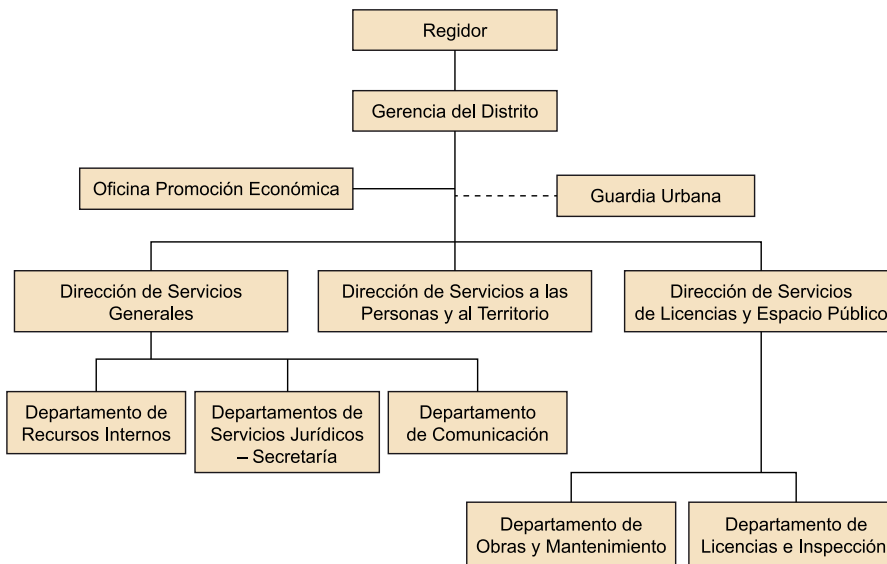 Regidor
Gerencia del Distrito
Oficina Promoción Económica
Guardia Urbana
Dirección de Servicios
Generales
Dirección de Servicios a las
Personas y al Territorio
Dirección de Servicios
de Licencias y Espacio Público
Departamento de
Recursos Internos
Departamentos de
Servicios Jurídicos
– Secretaría
Departamento
de Comunicación
Departamento de
Obras y Mantenimiento
Departamento de
Licencias e Inspección